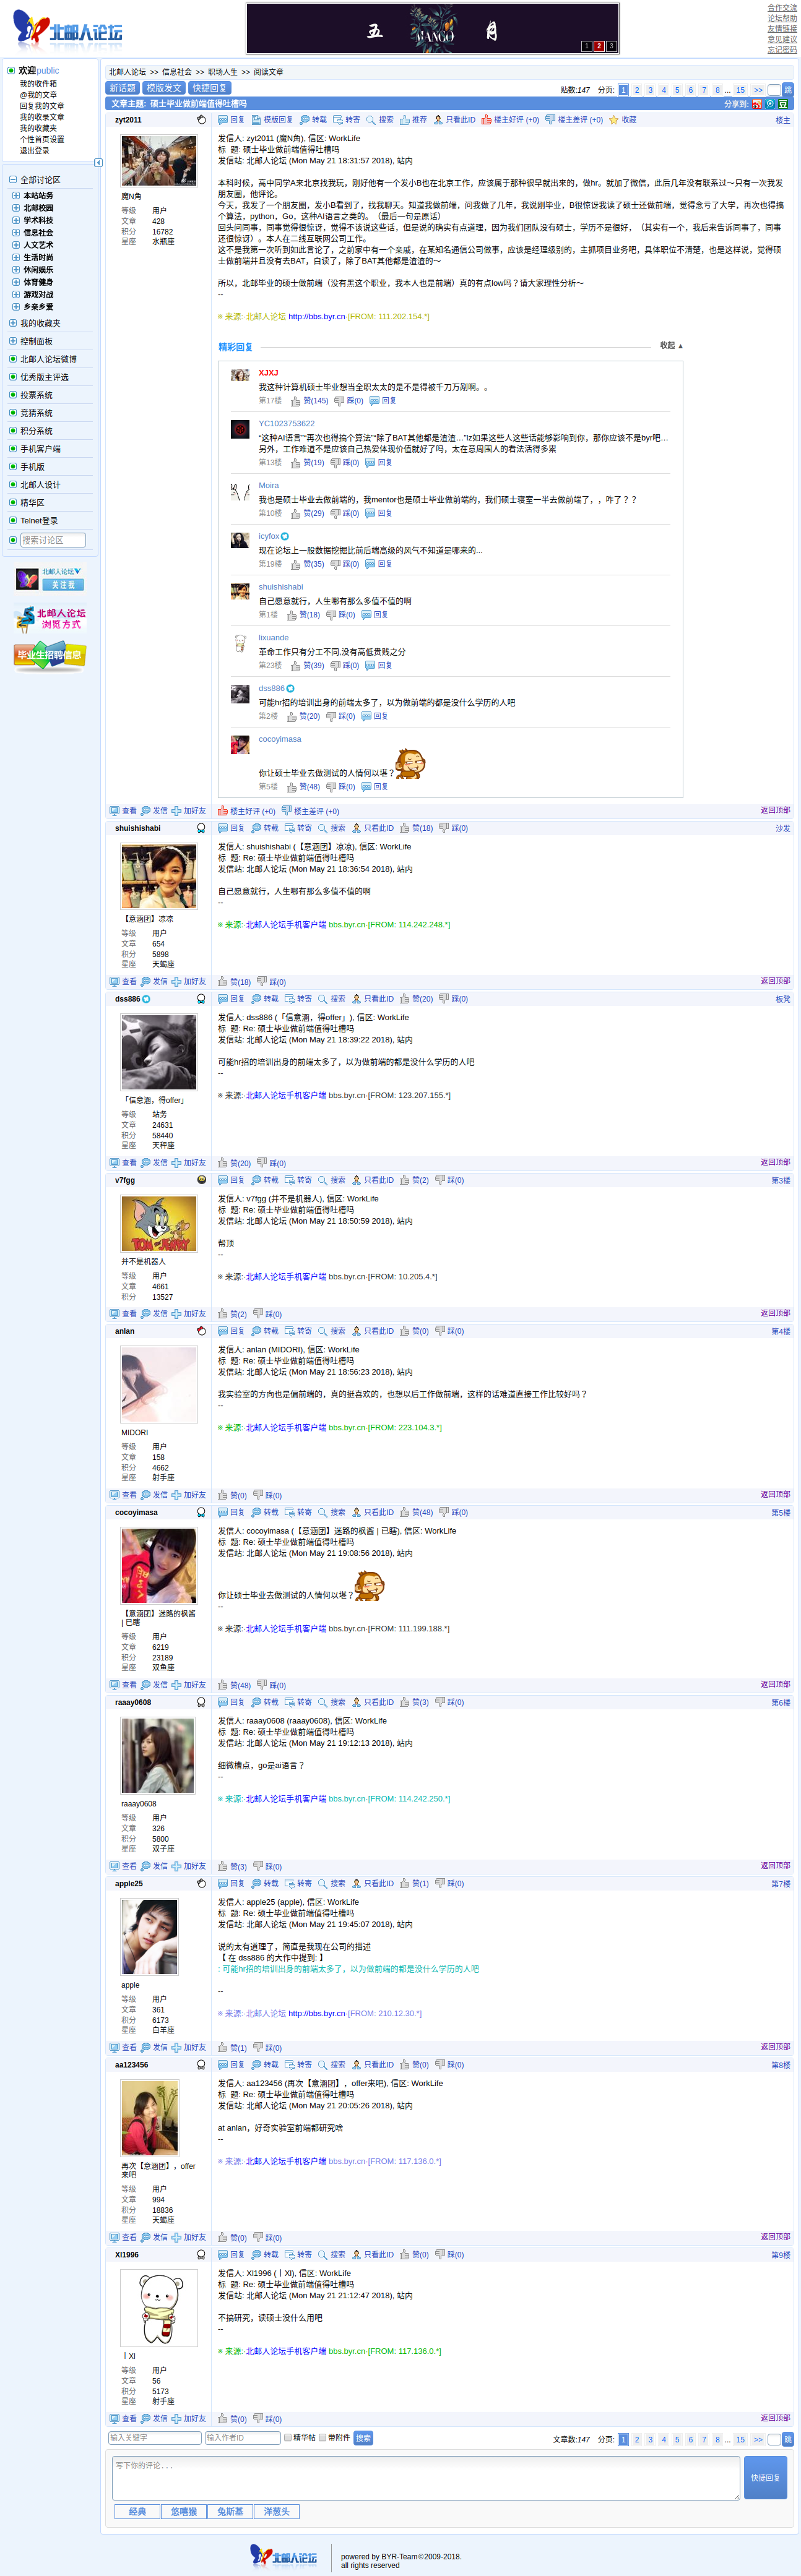 北邮人论坛
五 MANGO 月
1 2 3
合作交流
论坛帮助
友情链接
意见建议
忘记密码
欢迎public
我的收件箱
@我的文章
回复我的文章
我的收录文章
我的收藏夹
个性首页设置
退出登录
全部讨论区
本站站务
北邮校园
学术科技
信息社会
人文艺术
生活时尚
休闲娱乐
体育健身
游戏对战
乡亲乡爱
我的收藏夹
控制面板
北邮人论坛微博
优秀版主评选
投票系统
竞猜系统
积分系统
手机客户端
手机版
北邮人设计
精华区
Telnet登录
搜索讨论区
北邮人论坛
关注我
北邮人论坛
浏览方式
毕业生招聘信息
北邮人论坛 >> 信息社会 >> 职场人生 >> 阅读文章
新话题 模版发文 快捷回复
贴数:147 分页: 1 2 3 4 5 6 7 8 ... 15 >> 跳
文章主题: 硕士毕业做前端值得吐槽吗
分享到: 豆
zyt2011
回复 模版回复 转载 转寄 搜索 推荐 只看此ID 楼主好评 (+0) 楼主差评 (+0) 收藏 楼主
魔N角
等级 用户
文章 428
积分 16782
星座 水瓶座
发信人: zyt2011 (魔N角), 信区: WorkLife
标 题: 硕士毕业做前端值得吐槽吗
发信站: 北邮人论坛 (Mon May 21 18:31:57 2018), 站内
本科时候，高中同学A来北京找我玩，刚好他有一个发小B也在北京工作，应该属于那种很早就出来的，做hr。就加了微信，此后几年没有联系过～只有一次我发朋友圈，他评论。
今天，我发了一个朋友圈，发小B看到了，找我聊天。知道我做前端，问我做了几年，我说刚毕业，B很惊讶我读了硕士还做前端，觉得念亏了大学，再次也得搞个算法，python，Go，这种AI语言之类的。（最后一句是原话）
回头问同事，同事觉得很惊讶，觉得不该说这些话，但是说的确实有点道理，因为我们团队没有硕士，学历不是很好，（其实有一个，我后来告诉同事了，同事还很惊讶）。本人在二线互联网公司工作。
这不是我第一次听到如此言论了，之前家中有一个亲戚，在某知名通信公司做事，应该是经理级别的，主抓项目业务吧，具体职位不清楚，也是这样说，觉得硕士做前端并且没有去BAT，白读了，除了BAT其他都是渣渣的～
所以，北邮毕业的硕士做前端（没有黑这个职业，我本人也是前端）真的有点low吗？请大家理性分析～
--
※ 来源:·北邮人论坛 http://bbs.byr.cn·[FROM: 111.202.154.*]
精彩回复 收起 ▲
XJXJ
我这种计算机硕士毕业想当全职太太的是不是得被千刀万剐啊。。
第17楼 赞(145) 踩(0) 回复
YC1023753622
“这种AI语言”“再次也得搞个算法”“除了BAT其他都是渣渣…”lz如果这些人这些话能够影响到你，那你应该不是byr吧… 另外，工作难道不是应该自己热爱体现价值就好了吗，太在意周围人的看法活得多累
第13楼 赞(19) 踩(0) 回复
Moira
我也是硕士毕业去做前端的，我mentor也是硕士毕业做前端的，我们硕士寝室一半去做前端了，，咋了？？
第10楼 赞(29) 踩(0) 回复
icyfox
现在论坛上一股数据挖掘比前后端高级的风气不知道是哪来的...
第19楼 赞(35) 踩(0) 回复
shuishishabi
自己愿意就行，人生哪有那么多值不值的啊
第1楼 赞(18) 踩(0) 回复
lixuande
革命工作只有分工不同,没有高低贵贱之分
第23楼 赞(39) 踩(0) 回复
dss886
可能hr招的培训出身的前端太多了，以为做前端的都是没什么学历的人吧
第2楼 赞(20) 踩(0) 回复
cocoyimasa
你让硕士毕业去做测试的人情何以堪？
第5楼 赞(48) 踩(0) 回复
查看 发信 加好友 楼主好评 (+0) 楼主差评 (+0) 返回顶部
shuishishabi
回复 转载 转寄 搜索 只看此ID 赞(18) 踩(0) 沙发
【意涵团】凉凉
等级 用户
文章 654
积分 5898
星座 天蝎座
发信人: shuishishabi (【意涵团】凉凉), 信区: WorkLife
标 题: Re: 硕士毕业做前端值得吐槽吗
发信站: 北邮人论坛 (Mon May 21 18:36:54 2018), 站内
自己愿意就行，人生哪有那么多值不值的啊
--
※ 来源:·北邮人论坛手机客户端 bbs.byr.cn·[FROM: 114.242.248.*]
查看 发信 加好友 赞(18) 踩(0) 返回顶部
dss886
回复 转载 转寄 搜索 只看此ID 赞(20) 踩(0) 板凳
「信意涵，得offer」
等级 站务
文章 24631
积分 58440
星座 天秤座
发信人: dss886 (「信意涵，得offer」), 信区: WorkLife
标 题: Re: 硕士毕业做前端值得吐槽吗
发信站: 北邮人论坛 (Mon May 21 18:39:22 2018), 站内
可能hr招的培训出身的前端太多了，以为做前端的都是没什么学历的人吧
--
※ 来源:·北邮人论坛手机客户端 bbs.byr.cn·[FROM: 123.207.155.*]
查看 发信 加好友 赞(20) 踩(0) 返回顶部
v7fgg
回复 转载 转寄 搜索 只看此ID 赞(2) 踩(0) 第3楼
TOM and JERRY
并不是机器人
等级 用户
文章 4661
积分 13527
发信人: v7fgg (并不是机器人), 信区: WorkLife
标 题: Re: 硕士毕业做前端值得吐槽吗
发信站: 北邮人论坛 (Mon May 21 18:50:59 2018), 站内
帮顶
--
※ 来源:·北邮人论坛手机客户端 bbs.byr.cn·[FROM: 10.205.4.*]
查看 发信 加好友 赞(2) 踩(0) 返回顶部
anlan
回复 转载 转寄 搜索 只看此ID 赞(0) 踩(0) 第4楼
MIDORI
等级 用户
文章 158
积分 4662
星座 射手座
发信人: anlan (MIDORI), 信区: WorkLife
标 题: Re: 硕士毕业做前端值得吐槽吗
发信站: 北邮人论坛 (Mon May 21 18:56:23 2018), 站内
我实验室的方向也是偏前端的，真的挺喜欢的，也想以后工作做前端，这样的话难道直接工作比较好吗？
--
※ 来源:·北邮人论坛手机客户端 bbs.byr.cn·[FROM: 223.104.3.*]
查看 发信 加好友 赞(0) 踩(0) 返回顶部
cocoyimasa
回复 转载 转寄 搜索 只看此ID 赞(48) 踩(0) 第5楼
【意涵团】迷路的枫酱 | 已瞎
等级 用户
文章 6219
积分 23189
星座 双鱼座
发信人: cocoyimasa (【意涵团】迷路的枫酱 | 已瞎), 信区: WorkLife
标 题: Re: 硕士毕业做前端值得吐槽吗
发信站: 北邮人论坛 (Mon May 21 19:08:56 2018), 站内
你让硕士毕业去做测试的人情何以堪？
--
※ 来源:·北邮人论坛手机客户端 bbs.byr.cn·[FROM: 111.199.188.*]
查看 发信 加好友 赞(48) 踩(0) 返回顶部
raaay0608
回复 转载 转寄 搜索 只看此ID 赞(3) 踩(0) 第6楼
raaay0608
等级 用户
文章 326
积分 5800
星座 双子座
发信人: raaay0608 (raaay0608), 信区: WorkLife
标 题: Re: 硕士毕业做前端值得吐槽吗
发信站: 北邮人论坛 (Mon May 21 19:12:13 2018), 站内
细微槽点，go是ai语言？
--
※ 来源:·北邮人论坛手机客户端 bbs.byr.cn·[FROM: 114.242.250.*]
查看 发信 加好友 赞(3) 踩(0) 返回顶部
apple25
回复 转载 转寄 搜索 只看此ID 赞(1) 踩(0) 第7楼
apple
等级 用户
文章 361
积分 6173
星座 白羊座
发信人: apple25 (apple), 信区: WorkLife
标 题: Re: 硕士毕业做前端值得吐槽吗
发信站: 北邮人论坛 (Mon May 21 19:45:07 2018), 站内
说的太有道理了，简直是我现在公司的描述
【 在 dss886 的大作中提到: 】
: 可能hr招的培训出身的前端太多了，以为做前端的都是没什么学历的人吧
--
※ 来源:·北邮人论坛 http://bbs.byr.cn·[FROM: 210.12.30.*]
查看 发信 加好友 赞(1) 踩(0) 返回顶部
aa123456
回复 转载 转寄 搜索 只看此ID 赞(0) 踩(0) 第8楼
再次【意涵团】，offer来吧
等级 用户
文章 994
积分 18836
星座 天蝎座
发信人: aa123456 (再次【意涵团】，offer来吧), 信区: WorkLife
标 题: Re: 硕士毕业做前端值得吐槽吗
发信站: 北邮人论坛 (Mon May 21 20:05:26 2018), 站内
at anlan，好奇实验室前端都研究啥
--
※ 来源:·北邮人论坛手机客户端 bbs.byr.cn·[FROM: 117.136.0.*]
查看 发信 加好友 赞(0) 踩(0) 返回顶部
Xl1996
回复 转载 转寄 搜索 只看此ID 赞(0) 踩(0) 第9楼
丨Xl
等级 用户
文章 56
积分 5173
星座 射手座
发信人: Xl1996 (丨Xl), 信区: WorkLife
标 题: Re: 硕士毕业做前端值得吐槽吗
发信站: 北邮人论坛 (Mon May 21 21:12:47 2018), 站内
不搞研究，读硕士没什么用吧
--
※ 来源:·北邮人论坛手机客户端 bbs.byr.cn·[FROM: 117.136.0.*]
查看 发信 加好友 赞(0) 踩(0) 返回顶部
输入关键字 输入作者ID 精华帖 带附件 搜索
文章数:147 分页: 1 2 3 4 5 6 7 8 ... 15 >> 跳
写下你的评论...
快捷回复
经典 悠嘻猴 兔斯基 洋葱头
北邮人论坛
powered by BYR-Team©2009-2018.
all rights reserved